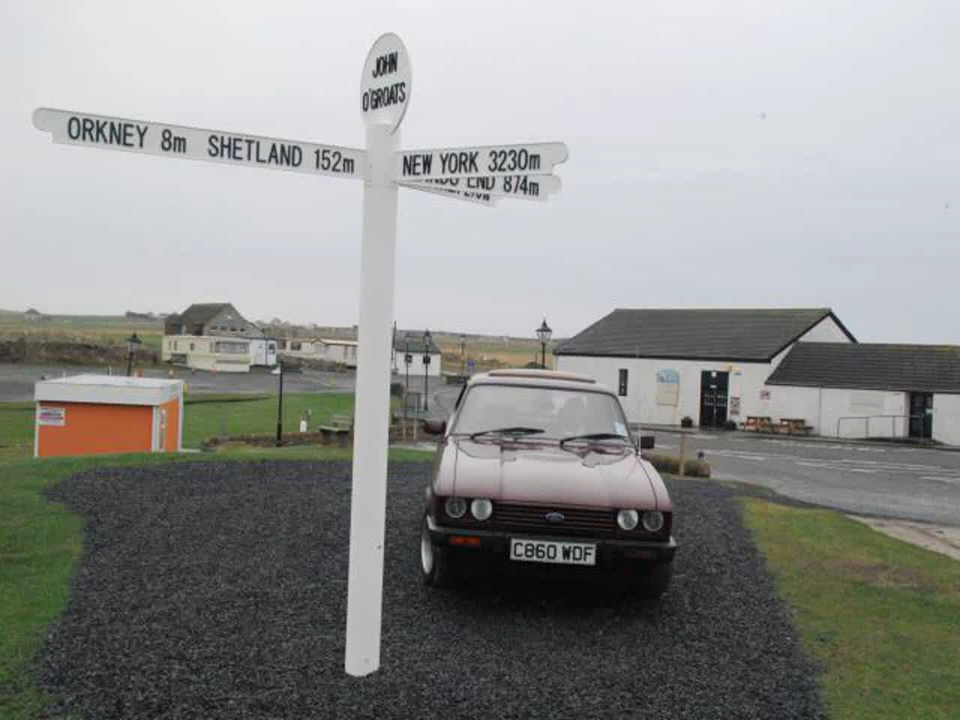 JOHN
O'GROATS
ORKNEY 8m SHETLAND 152m
NEW YORK 3230m
END 874m
C860 WDF